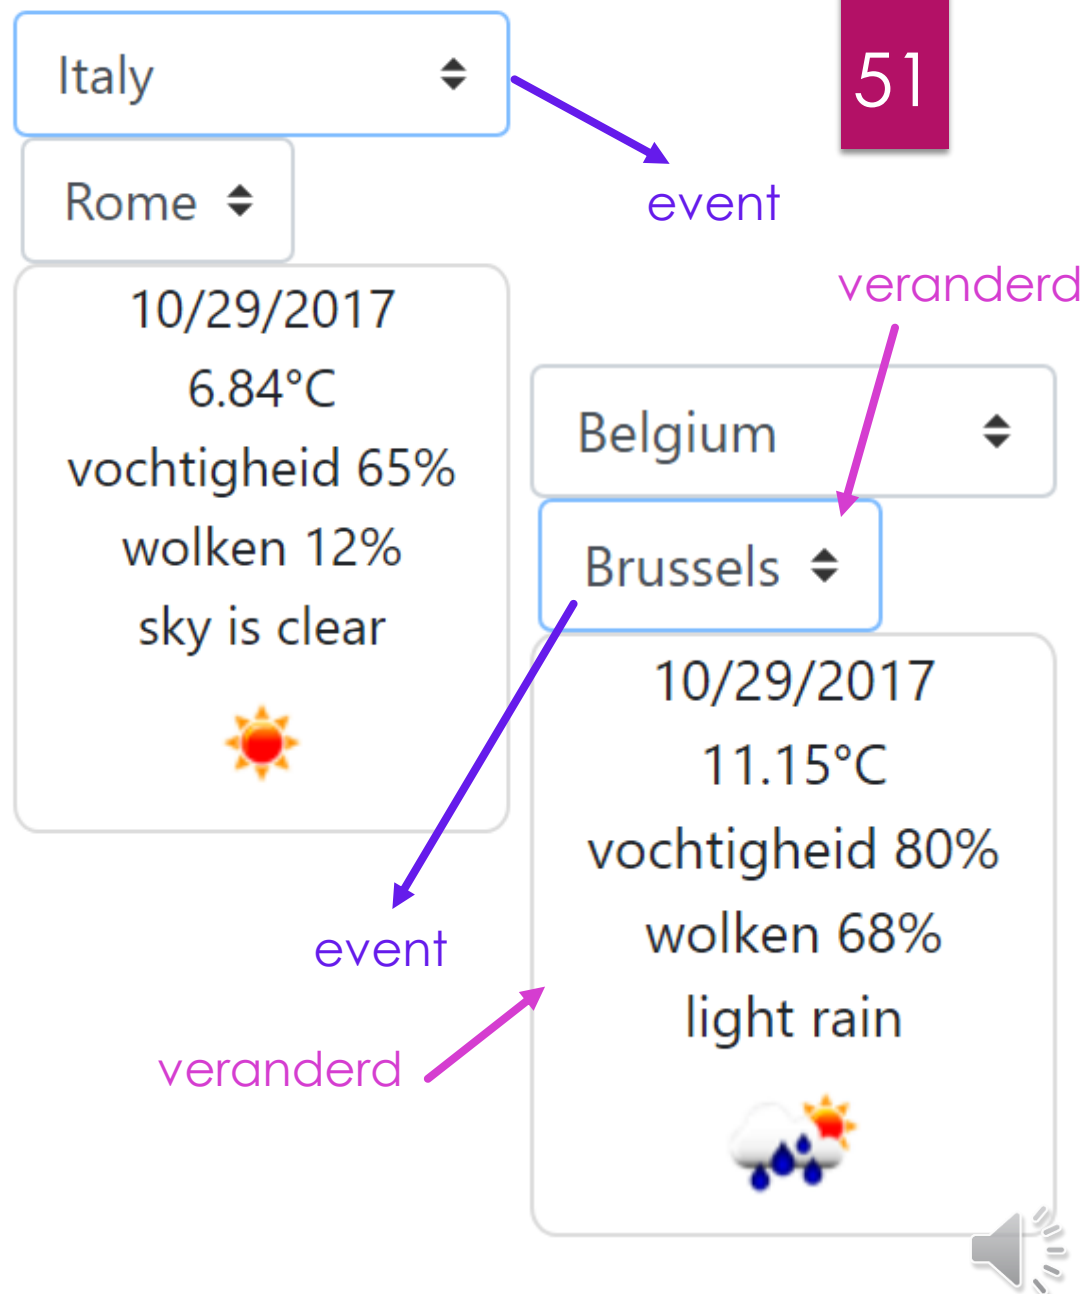 Italy
51
Rome
event
10/29/2017
6.84°C
vochtigheid 65%
wolken 12%
sky is clear
veranderd
Belgium
Brussels
10/29/2017
11.15°C
vochtigheid 80%
wolken 68%
light rain
event
veranderd